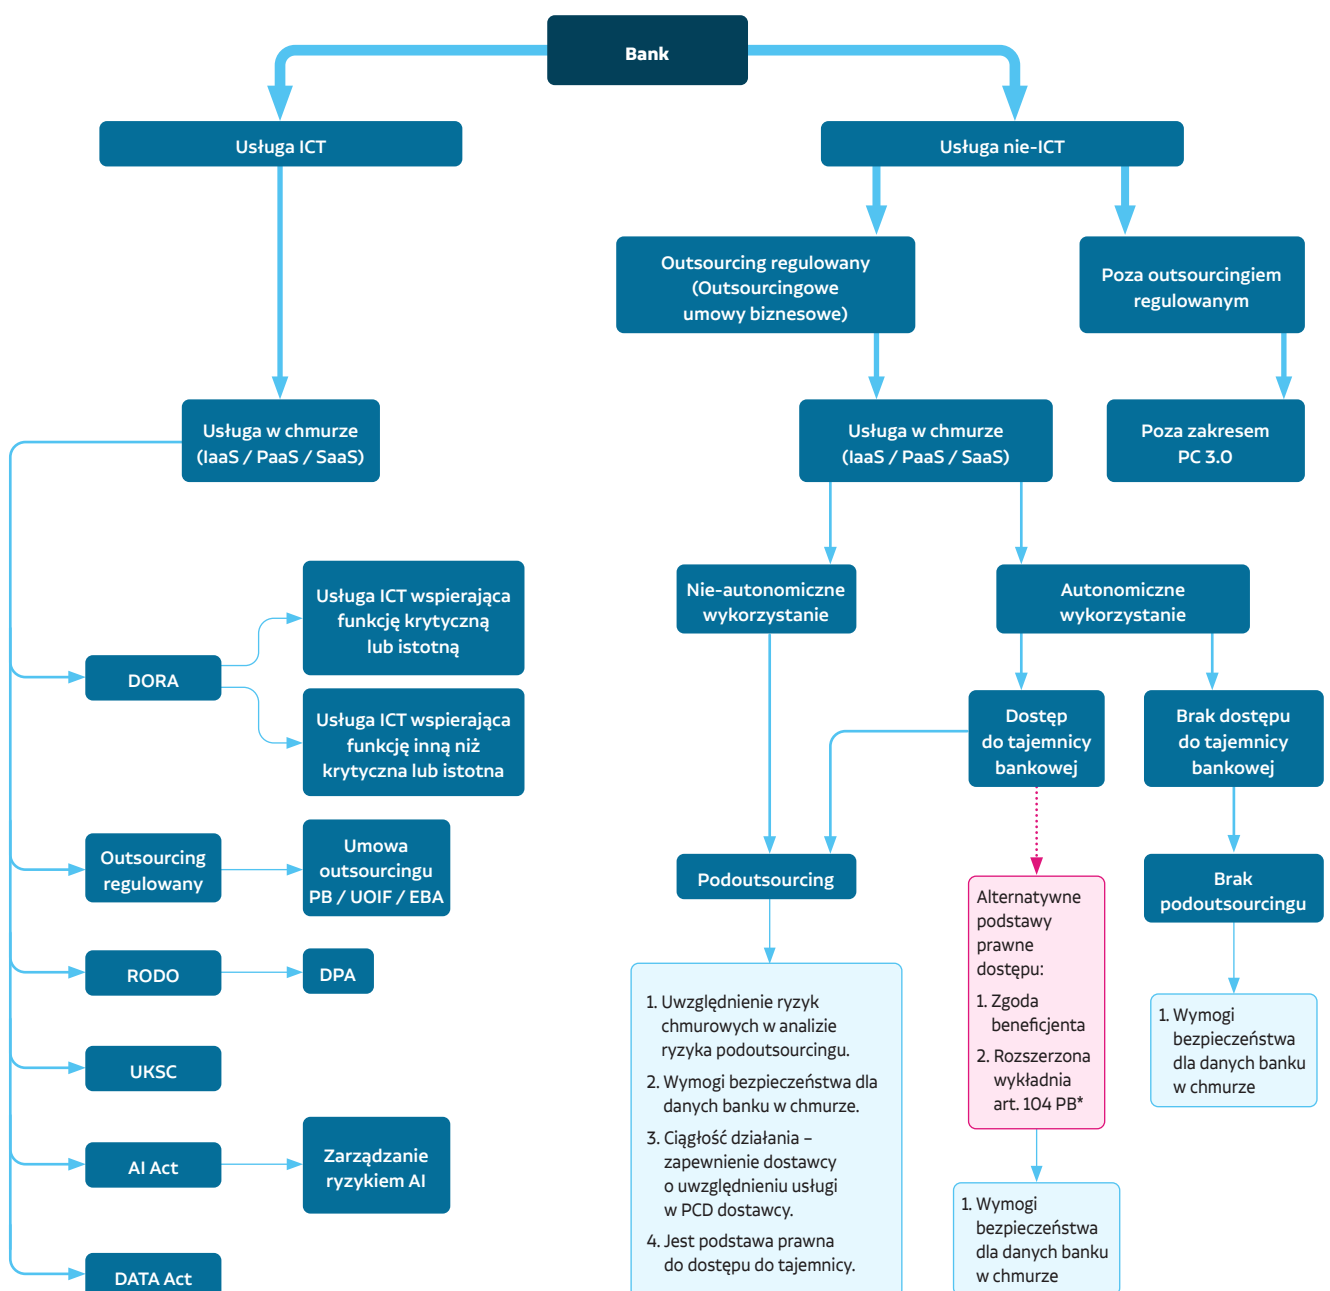 Bank
Usługa ICT
Usługa nie-ICT
Outsourcing regulowany
(Outsourcingowe
umowy biznesowe)
Poza outsourcingiem
regulowanym
Usługa w chmurze
(IaaS / PaaS / SaaS)
Usługa w chmurze
(IaaS / PaaS / SaaS)
Poza zakresem
PC 3.0
DORA
Usługa ICT wspierająca
funkcję krytyczną
lub istotną
Usługa ICT wspierająca
funkcję inną niż
krytyczna lub istotna
Outsourcing
regulowany
Umowa
outsourcingu
PB / UOIF / EBA
RODO
DPA
UKSC
AI Act
Zarządzanie
ryzykiem AI
DATA Act
Nie-autonomiczne
wykorzystanie
Autonomiczne
wykorzystanie
Dostęp
do tajemnicy
bankowej
Brak dostępu
do tajemnicy
bankowej
Podoutsourcing
Alternatywne
podstawy
prawne
dostępu:
1. Zgoda
beneficjenta
2. Rozszerzona
wykładnia
art. 104 PB*
Brak
podoutsourcingu
1. Uwzględnienie ryzyk
chmurowych w analizie
ryzyka podoutsourcingu.
2. Wymogi bezpieczeństwa dla
danych banku w chmurze.
3. Ciągłość działania –
zapewnienie dostawcy
o uwzględnieniu usługi
w PCD dostawcy.
4. Jest podstawa prawna
do dostępu do tajemnicy.
1. Wymogi
bezpieczeństwa
dla danych banku
w chmurze
1. Wymogi
bezpieczeństwa
dla danych banku
w chmurze